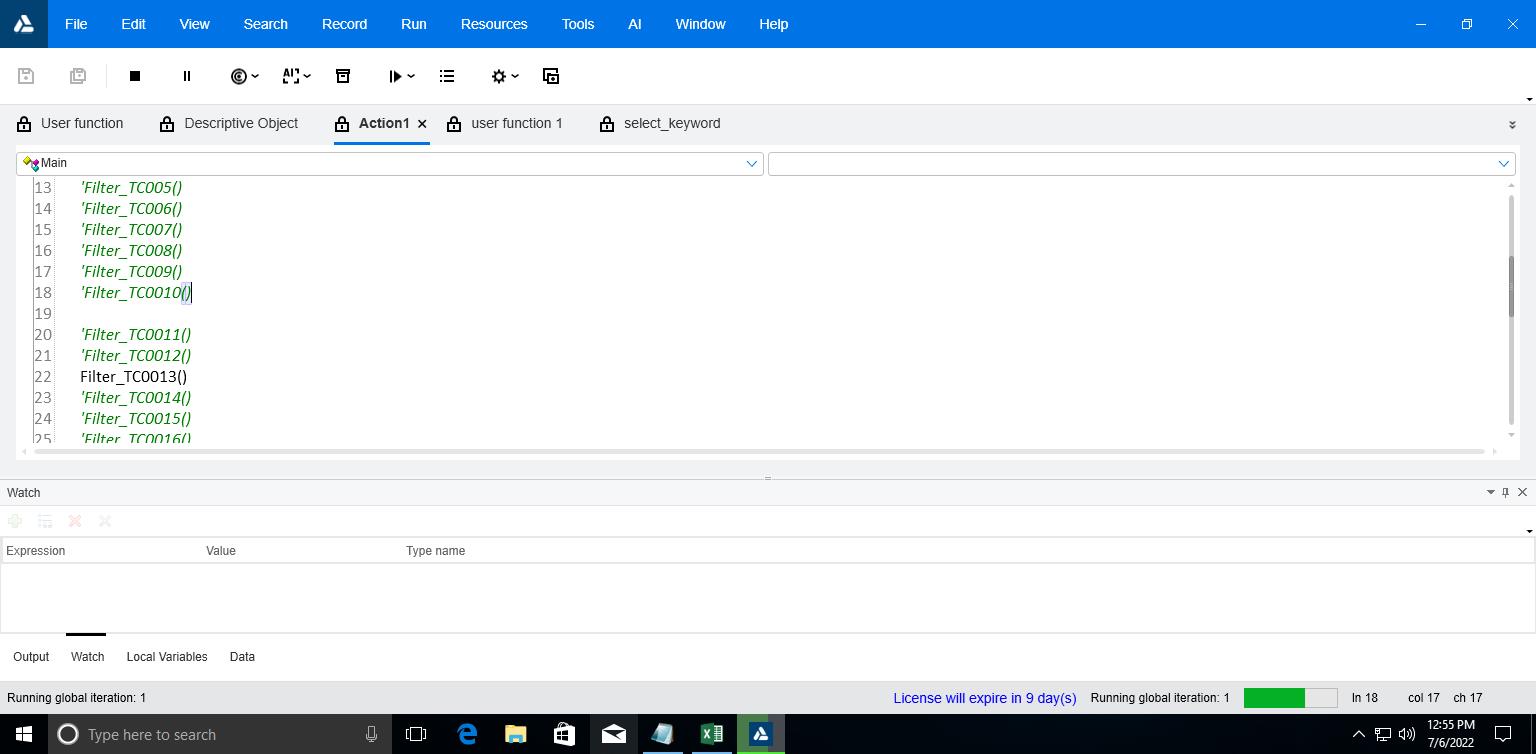 File Edit View Search Record Run Resources Tools AI Window Help
AI
User function Descriptive Object Action1 user function 1 select_keyword
Main
13 'Filter_TC005()
14 'Filter_TC006()
15 'Filter_TC007()
16 'Filter_TC008()
17 'Filter_TC009()
18 'Filter_TC0010()
19
20 'Filter_TC0011()
21 'Filter_TC0012()
22 Filter_TC0013()
23 'Filter_TC0014()
24 'Filter_TC0015()
25 'Filter_TC0016()
Watch
Expression Value Type name
Output Watch Local Variables Data
Running global iteration: 1 License will expire in 9 day(s) Running global iteration: 1 ln 18 col 17 ch 17
Type here to search 12:55 PM
7/6/2022